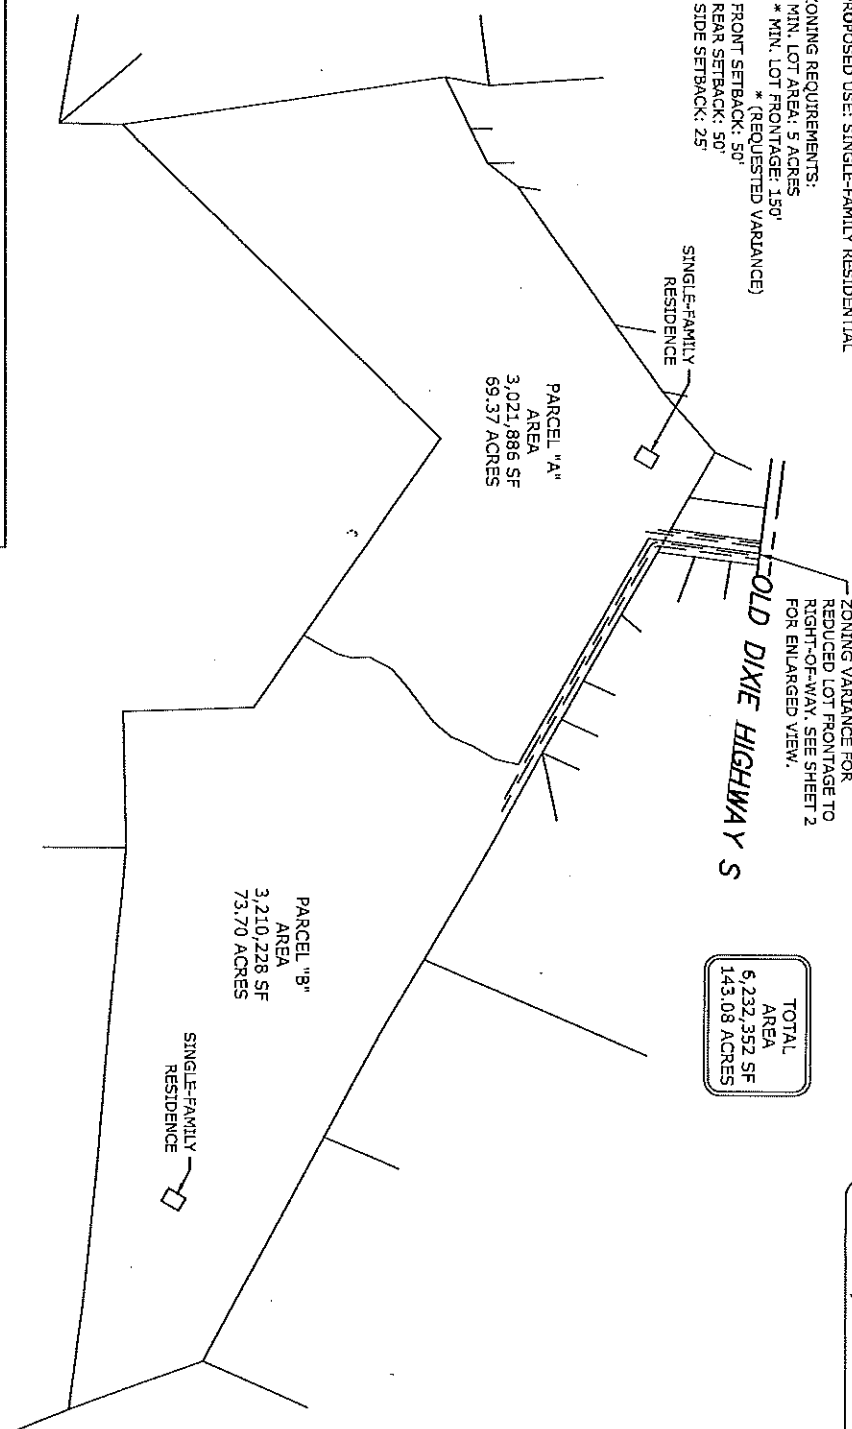 PROPOSED USE: SINGLE-FAMILY RESIDENTIAL
ZONING REQUIREMENTS:
MIN. LOT AREA: 5 ACRES
* MIN. LOT FRONTAGE: 150'
* (REQUESTED VARIANCE)
FRONT SETBACK: 50'
REAR SETBACK: 50'
SIDE SETBACK: 25'
ZONING VARIANCE FOR
REDUCED LOT FRONTAGE TO
RIGHT-OF-WAY. SEE SHEET 2
FOR ENLARGED VIEW.
OLD DIXIE HIGHWAY S
TOTAL
AREA
6,232,352 SF
143.08 ACRES
SINGLE-FAMILY
RESIDENCE
PARCEL "A"
AREA
3,021,886 SF
69.37 ACRES
PARCEL "B"
AREA
3,210,228 SF
73.70 ACRES
SINGLE-FAMILY
RESIDENCE